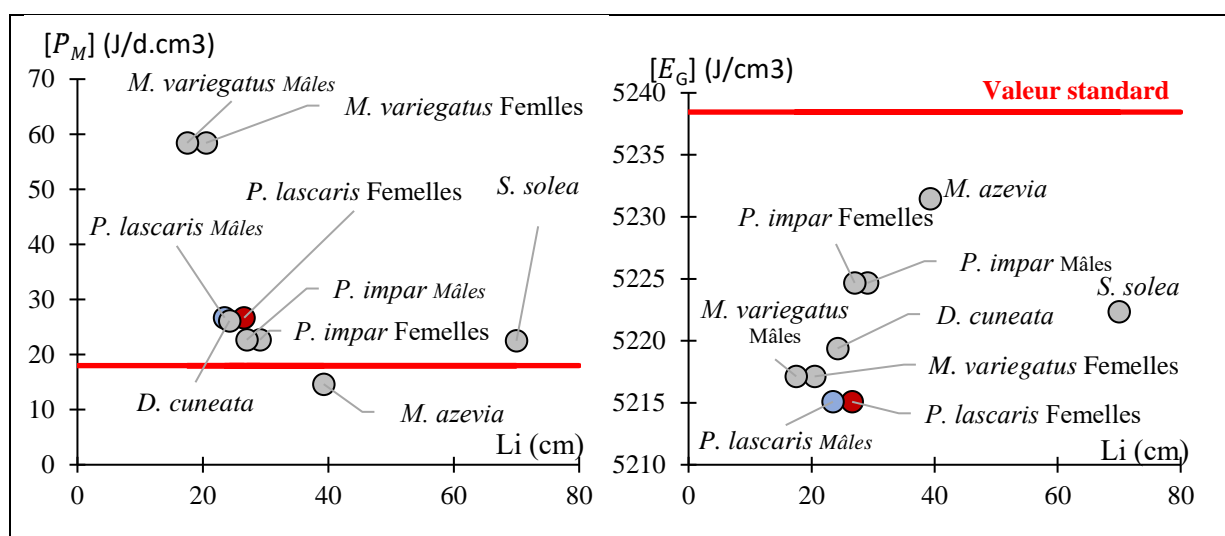 [P_M] (J/d.cm3)
70
60
50
40
30
20
10
0
M. variegatus Mâles
M. variegatus Femlles
P. lascaris Femelles
S. solea
P. lascaris Mâles
P. impar Mâles
P. impar Femelles
D. cuneata
M. azevia
Li (cm)
0 20 40 60 80
[E_G] (J/cm3)
5240
5235
5230
5225
5220
5215
5210
Valeur standard
M. azevia
P. impar Femelles
P. impar Mâles
S. solea
M. variegatus
Mâles
D. cuneata
M. variegatus Femelles
P. lascaris Femelles
P. lascaris Mâles
Li (cm)
0 20 40 60 80